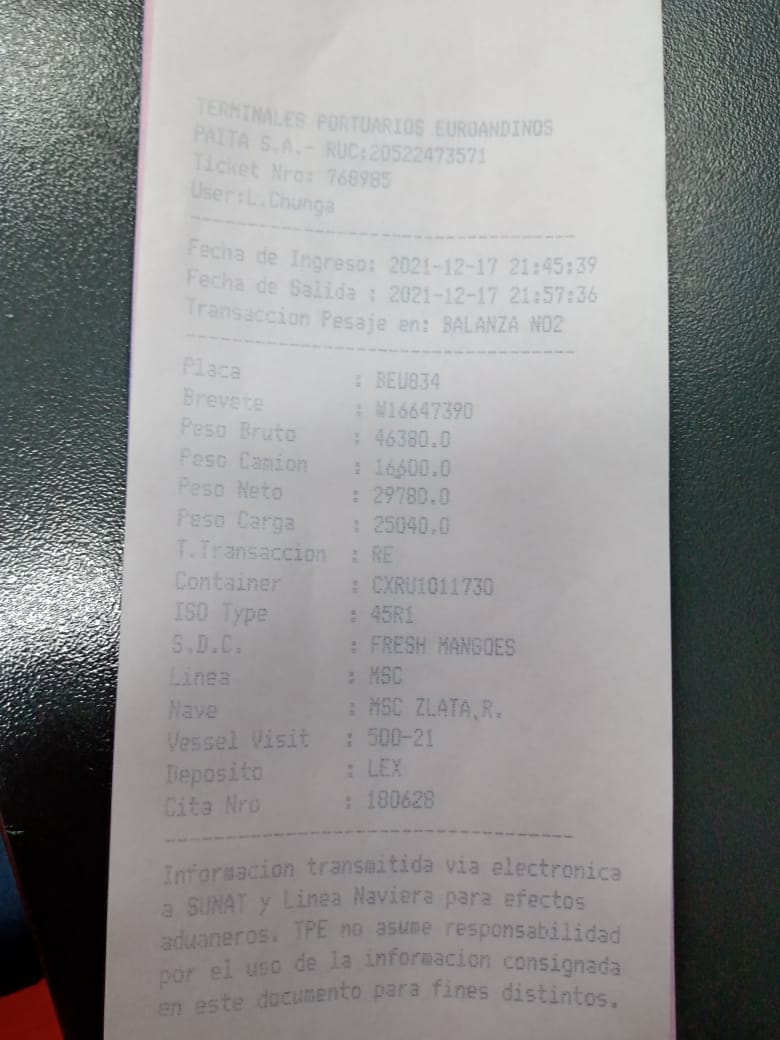 TERMINALES PORTUARIOS EUROANDINOS
PAITA S.A.- RUC:20522473571
Ticket Nro: 768985
User:L.Chunga
---------------------------------------
Fecha de Ingreso: 2021-12-17 21:45:39
Fecha de Salida : 2021-12-17 21:57:36
Transaccion Pesaje en: BALANZA NO2
---------------------------------------
Placa : BEU834
Brevete : W16647390
Peso Bruto : 46380.0
Peso Camion : 16600.0
Peso Neto : 29780.0
Peso Carga : 25040.0
T.Transaccion : RE
Container : CXRU1011730
ISO Type : 45R1
S.D.C. : FRESH MANGOES
Linea : MSC
Nave : MSC ZLATA.R.
Vessel Visit : 500-21
Deposito : LEX
Cita Nro : 180628
---------------------------------------
Informacion transmitida via electronica
a SUNAT y Linea Naviera para efectos
aduaneros. TPE no asume responsabilidad
por el uso de la informacion consignada
en este documento para fines distintos.